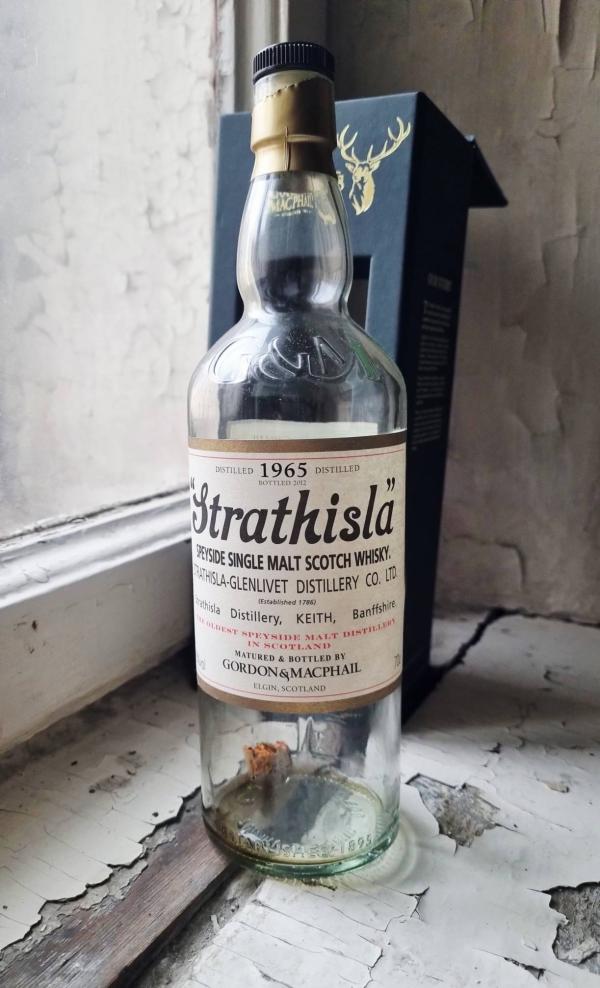 MACPHAIL
G&M
DISTILLED 1965 DISTILLED
BOTTLED 2012
"Strathisla"
SPEYSIDE SINGLE MALT SCOTCH WHISKY.
STRATHISLA-GLENLIVET DISTILLERY CO. LTD.
(Established 1786)
Strathisla Distillery, KEITH, Banffshire.
THE OLDEST SPEYSIDE MALT DISTILLERY
IN SCOTLAND
MATURED & BOTTLED BY
GORDON&MACPHAIL
ELGIN, SCOTLAND